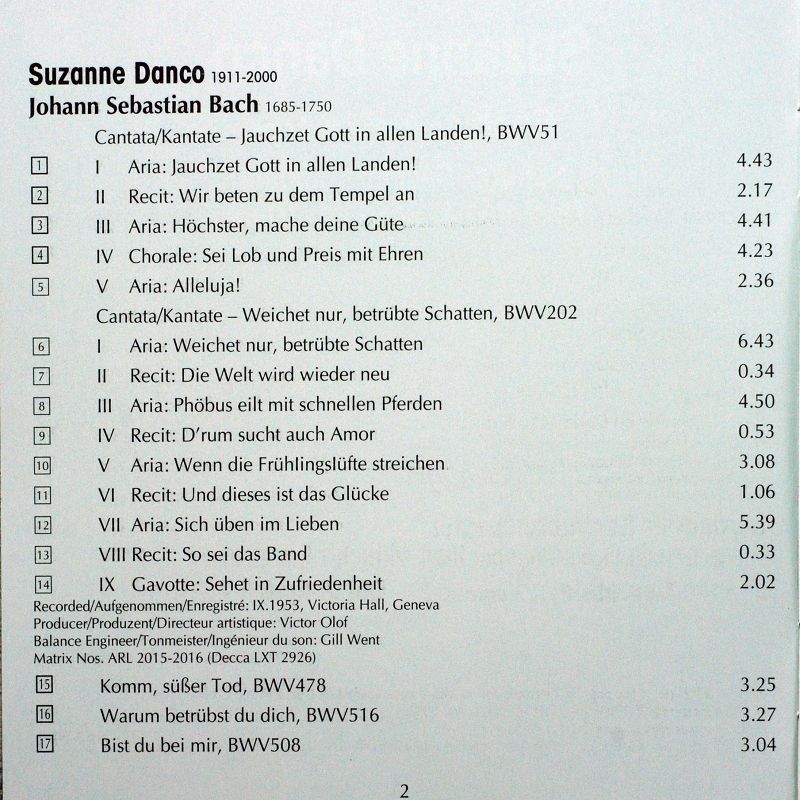 Suzanne Danco 1911-2000
Johann Sebastian Bach 1685-1750
Cantata/Kantate – Jauchzet Gott in allen Landen!, BWV51
1 I Aria: Jauchzet Gott in allen Landen! 4.43
2 II Recit: Wir beten zu dem Tempel an 2.17
3 III Aria: Höchster, mache deine Güte 4.41
4 IV Chorale: Sei Lob und Preis mit Ehren 4.23
5 V Aria: Alleluja! 2.36
Cantata/Kantate – Weichet nur, betrübte Schatten, BWV202
6 I Aria: Weichet nur, betrübte Schatten 6.43
7 II Recit: Die Welt wird wieder neu 0.34
8 III Aria: Phöbus eilt mit schnellen Pferden 4.50
9 IV Recit: D'rum sucht auch Amor 0.53
10 V Aria: Wenn die Frühlingslüfte streichen 3.08
11 VI Recit: Und dieses ist das Glücke 1.06
12 VII Aria: Sich üben im Lieben 5.39
13 VIII Recit: So sei das Band 0.33
14 IX Gavotte: Sehet in Zufriedenheit 2.02
Recorded/Aufgenommen/Enregistré: IX.1953, Victoria Hall, Geneva
Producer/Produzent/Directeur artistique: Victor Olof
Balance Engineer/Tonmeister/Ingénieur du son: Gill Went
Matrix Nos. ARL 2015-2016 (Decca LXT 2926)
15 Komm, süßer Tod, BWV478 3.25
16 Warum betrübst du dich, BWV516 3.27
17 Bist du bei mir, BWV508 3.04
2